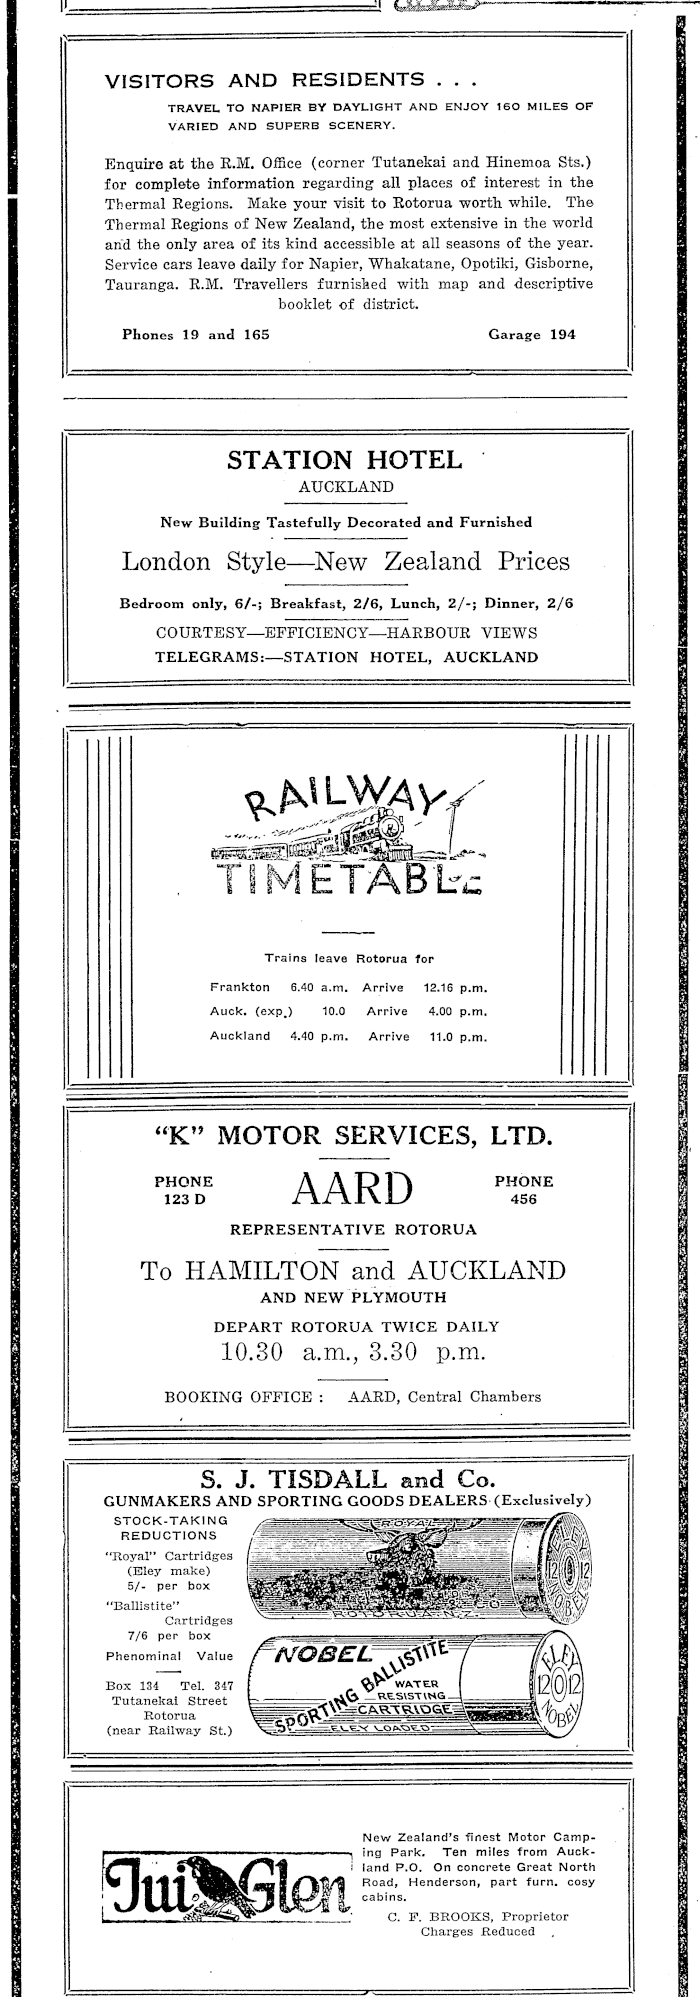 VISITORS AND RESIDENTS . . .
TRAVEL TO NAPIER BY DAYLIGHT AND ENJOY 160 MILES OF
VARIED AND SUPERB SCENERY.
Enquire at the R.M. Office (corner Tutanekai and Hinemoa Sts.)
for complete information regarding all places of interest in the
Thermal Regions. Make your visit to Rotorua worth while. The
Thermal Regions of New Zealand, the most extensive in the world
and the only area of its kind accessible at all seasons of the year.
Service cars leave daily for Napier, Whakatane, Opotiki, Gisborne,
Tauranga. R.M. Travellers furnished with map and descriptive
booklet of district.
Phones 19 and 165 Garage 194
STATION HOTEL
AUCKLAND
New Building Tastefully Decorated and Furnished
London Style—New Zealand Prices
Bedroom only, 6/-; Breakfast, 2/6, Lunch, 2/-; Dinner, 2/6
COURTESY—EFFICIENCY—HARBOUR VIEWS
TELEGRAMS:—STATION HOTEL, AUCKLAND
RAILWAY
TIMETABLE
Trains leave Rotorua for
Frankton 6.40 a.m. Arrive 12.16 p.m.
Auck. (exp.) 10.0 Arrive 4.00 p.m.
Auckland 4.40 p.m. Arrive 11.0 p.m.
"K" MOTOR SERVICES, LTD.
PHONE 123 D
AARD
PHONE 456
REPRESENTATIVE ROTORUA
To HAMILTON and AUCKLAND
AND NEW PLYMOUTH
DEPART ROTORUA TWICE DAILY
10.30 a.m., 3.30 p.m.
BOOKING OFFICE : AARD, Central Chambers
S. J. TISDALL and Co.
GUNMAKERS AND SPORTING GOODS DEALERS (Exclusively)
STOCK-TAKING
REDUCTIONS
"Royal" Cartridges
(Eley make)
5/- per box
"Ballistite"
Cartridges
7/6 per box
Phenominal Value
Box 134 Tel. 347
Tutanekai Street
Rotorua
(near Railway St.)
ROYAL
ROTORUA N.Z.
ELEY
12 12
NOBEL
NOBEL
SPORTING BALLISTITE
WATER
RESISTING
CARTRIDGE
ELEY LOADED
ELEY
12 12
NOBEL
Tui Glen
New Zealand's finest Motor Camp-
ing Park. Ten miles from Auck-
land P.O. On concrete Great North
Road, Henderson, part furn. cosy
cabins.
C. F. BROOKS, Proprietor
Charges Reduced